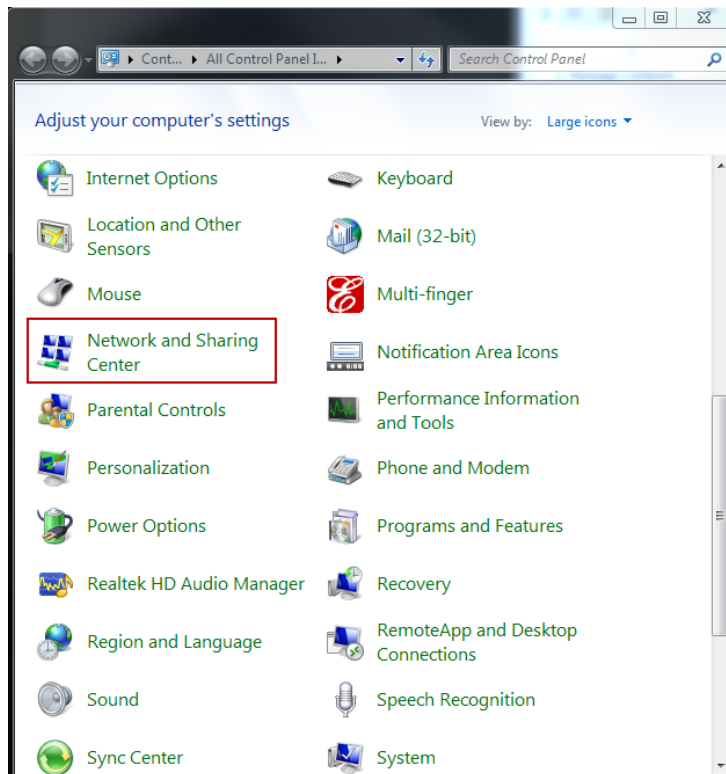 Cont... All Control Panel I... Search Control Panel
Adjust your computer's settings View by: Large icons
Internet Options Keyboard
Location and Other
Sensors
Mail (32-bit)
Mouse Multi-finger
Network and Sharing
Center
Notification Area Icons
Parental Controls
Performance Information
and Tools
Personalization Phone and Modem
Power Options Programs and Features
Realtek HD Audio Manager Recovery
Region and Language
RemoteApp and Desktop
Connections
Sound Speech Recognition
Sync Center System